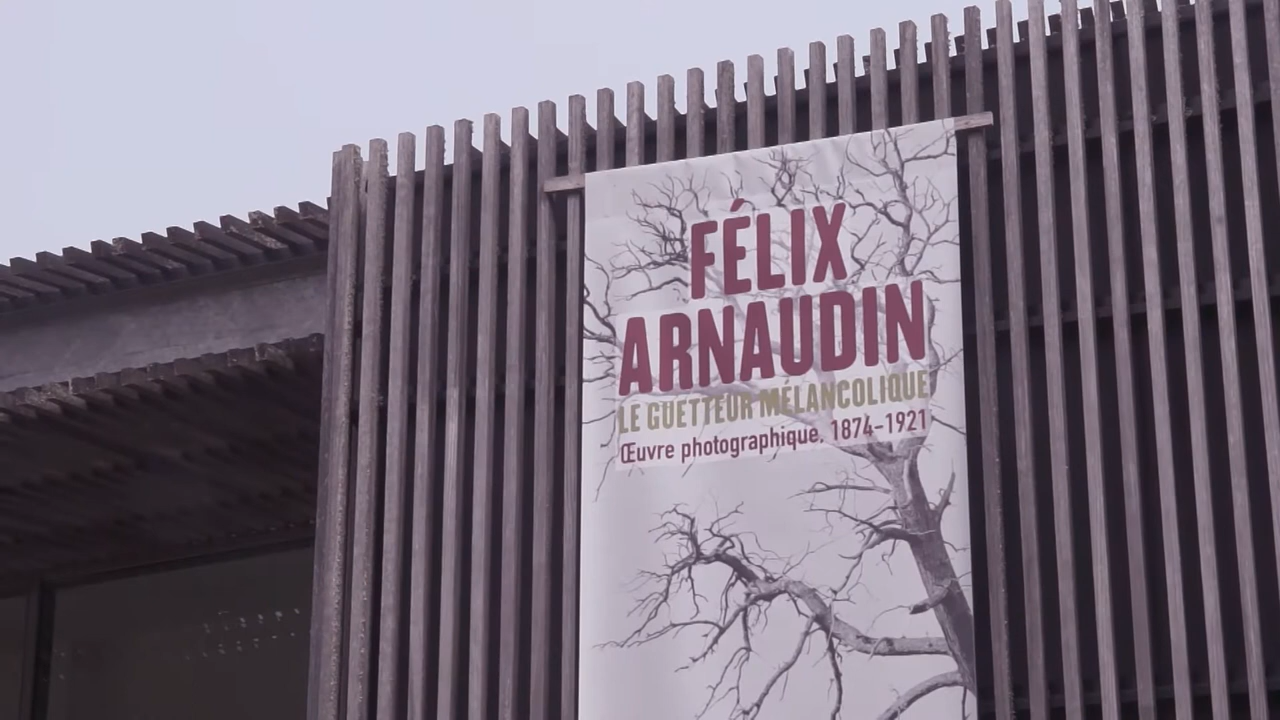 FÉLIX
ARNAUDIN
LE GUETTEUR MÉLANCOLIQUE
Œuvre photographique, 1874-1921